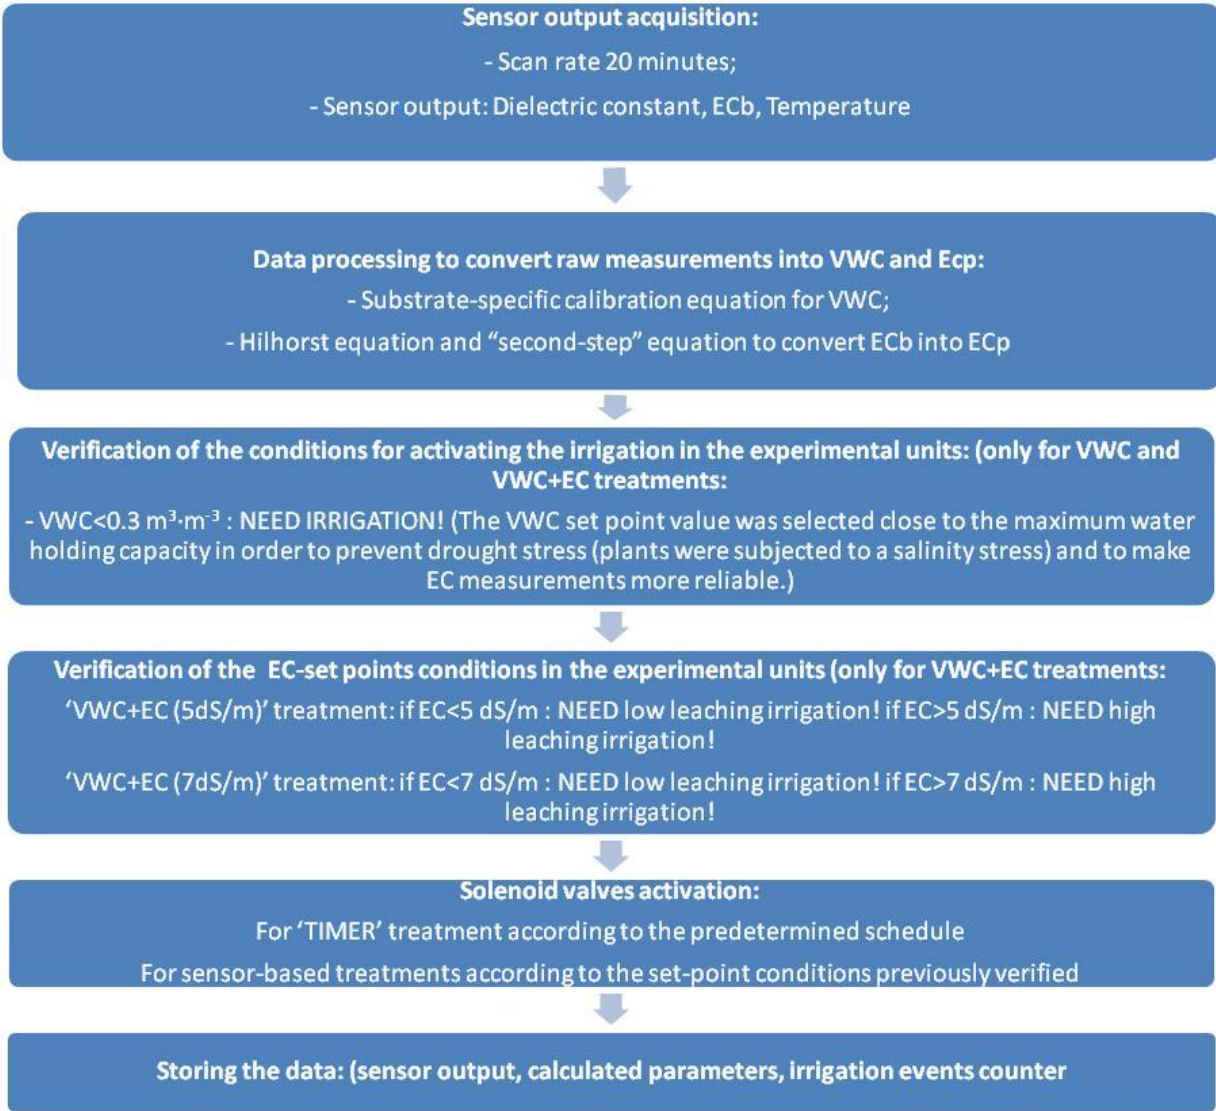 Sensor output acquisition:
- Scan rate 20 minutes;
- Sensor output: Dielectric constant, ECb, Temperature
Data processing to convert raw measurements into VWC and Ecp:
- Substrate-specific calibration equation for VWC;
- Hilhorst equation and “second-step” equation to convert ECb into ECp
Verification of the conditions for activating the irrigation in the experimental units: (only for VWC and
VWC+EC treatments:
- VWC<0.3 m³·m⁻³ : NEED IRRIGATION! (The VWC set point value was selected close to the maximum water
holding capacity in order to prevent drought stress (plants were subjected to a salinity stress) and to make
EC measurements more reliable.)
Verification of the EC-set points conditions in the experimental units (only for VWC+EC treatments:
‘VWC+EC (5dS/m)’ treatment: if EC<5 dS/m : NEED low leaching irrigation! if EC>5 dS/m : NEED high
leaching irrigation!
‘VWC+EC (7dS/m)’ treatment: if EC<7 dS/m : NEED low leaching irrigation! if EC>7 dS/m : NEED high
leaching irrigation!
Solenoid valves activation:
For ‘TIMER’ treatment according to the predetermined schedule
For sensor-based treatments according to the set-point conditions previously verified
Storing the data: (sensor output, calculated parameters, irrigation events counter